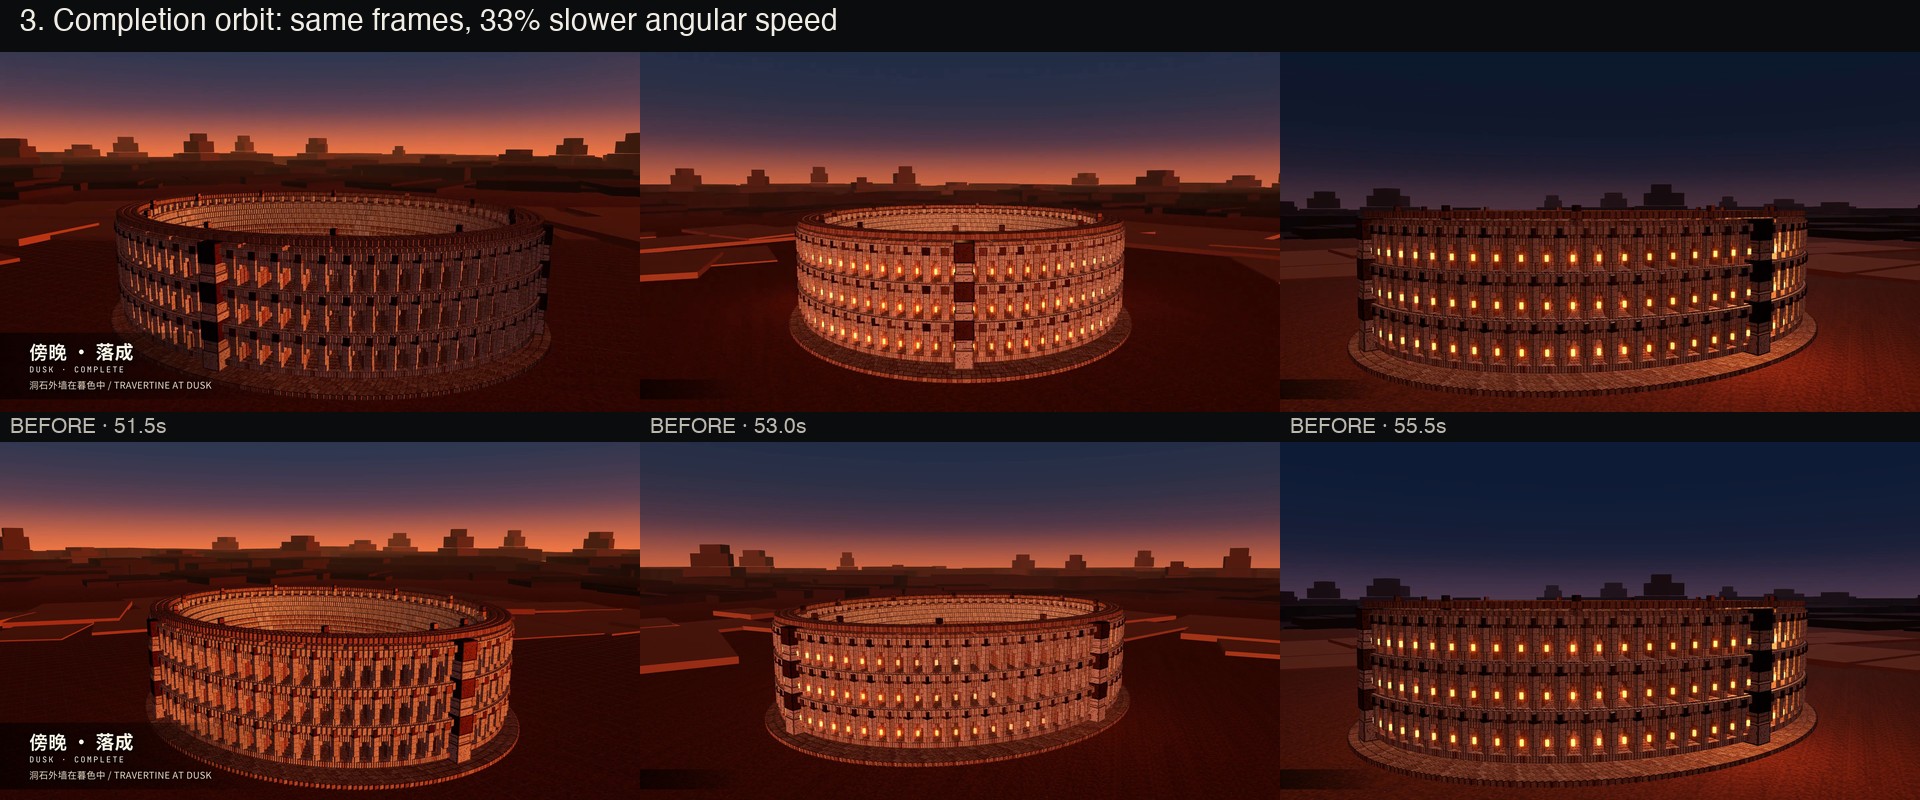 3. Completion orbit: same frames, 33% slower angular speed
傍晚 · 落成
DUSK · COMPLETE
洞石外墙在暮色中 / TRAVERTINE AT DUSK
BEFORE · 51.5s
BEFORE · 53.0s
BEFORE · 55.5s
傍晚 · 落成
DUSK · COMPLETE
洞石外墙在暮色中 / TRAVERTINE AT DUSK